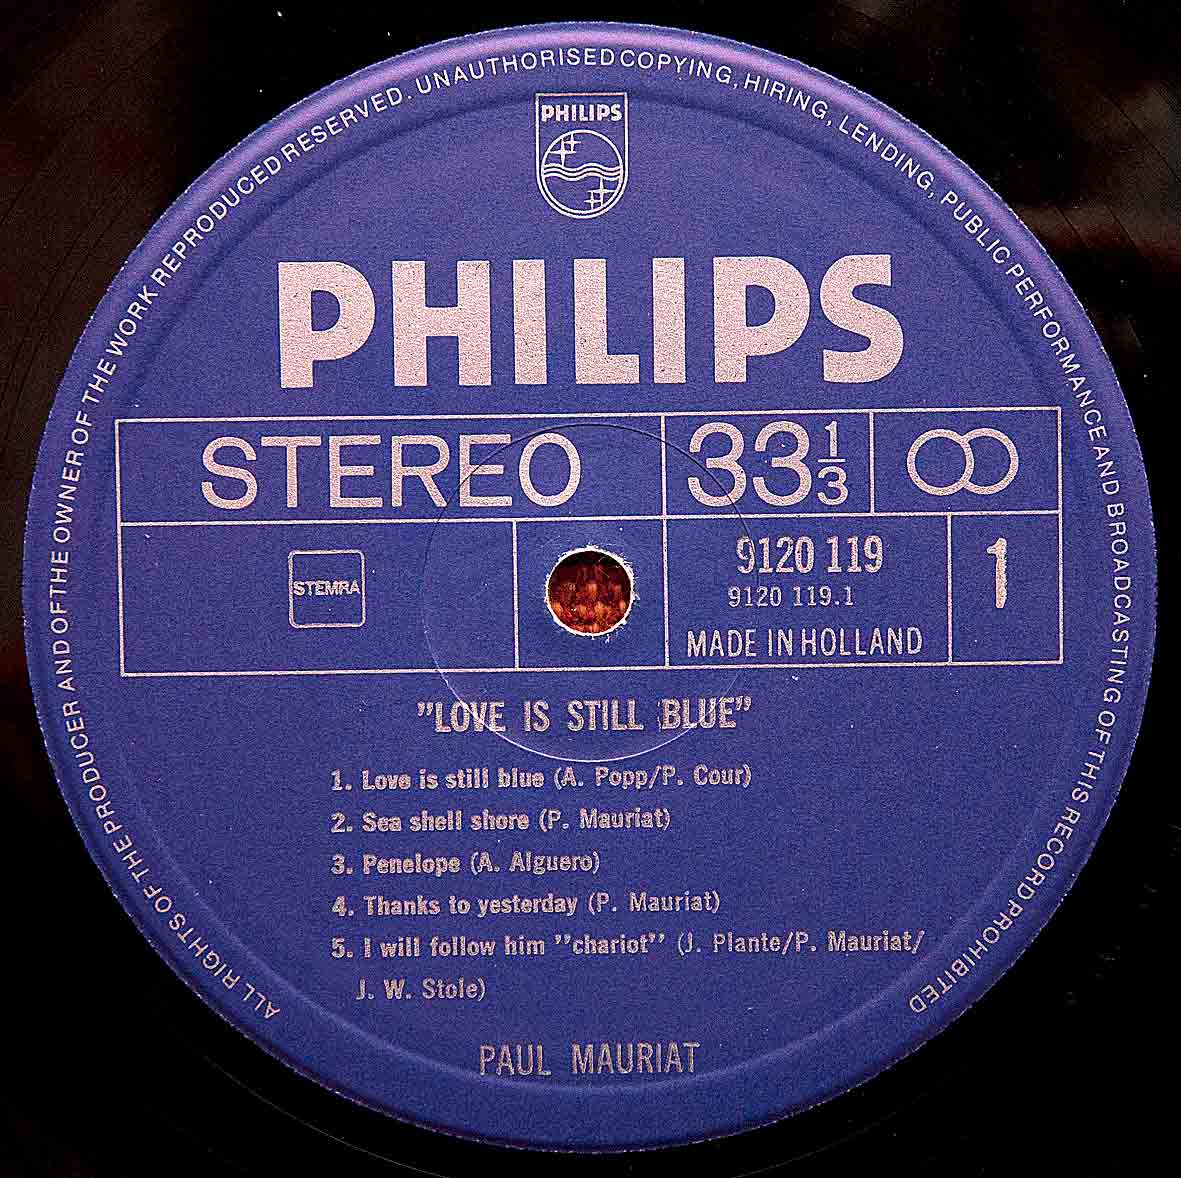 ALL RIGHTS OF THE PRODUCER AND OF THE OWNER OF THE WORK REPRODUCED RESERVED. UNAUTHORISED COPYING, HIRING, LENDING, PUBLIC PERFORMANCE AND BROADCASTING OF THIS RECORD PROHIBITED
PHILIPS
PHILIPS
STEREO 33 1/3
STEMRA
9120 119
9120 119.1
MADE IN HOLLAND
1
"LOVE IS STILL BLUE"
1. Love is still blue (A. Popp/P. Cour)
2. Sea shell shore (P. Mauriat)
3. Penelope (A. Alguero)
4. Thanks to yesterday (P. Mauriat)
5. I will follow him "chariot" (J. Plante/P. Mauriat/
J. W. Stole)
PAUL MAURIAT